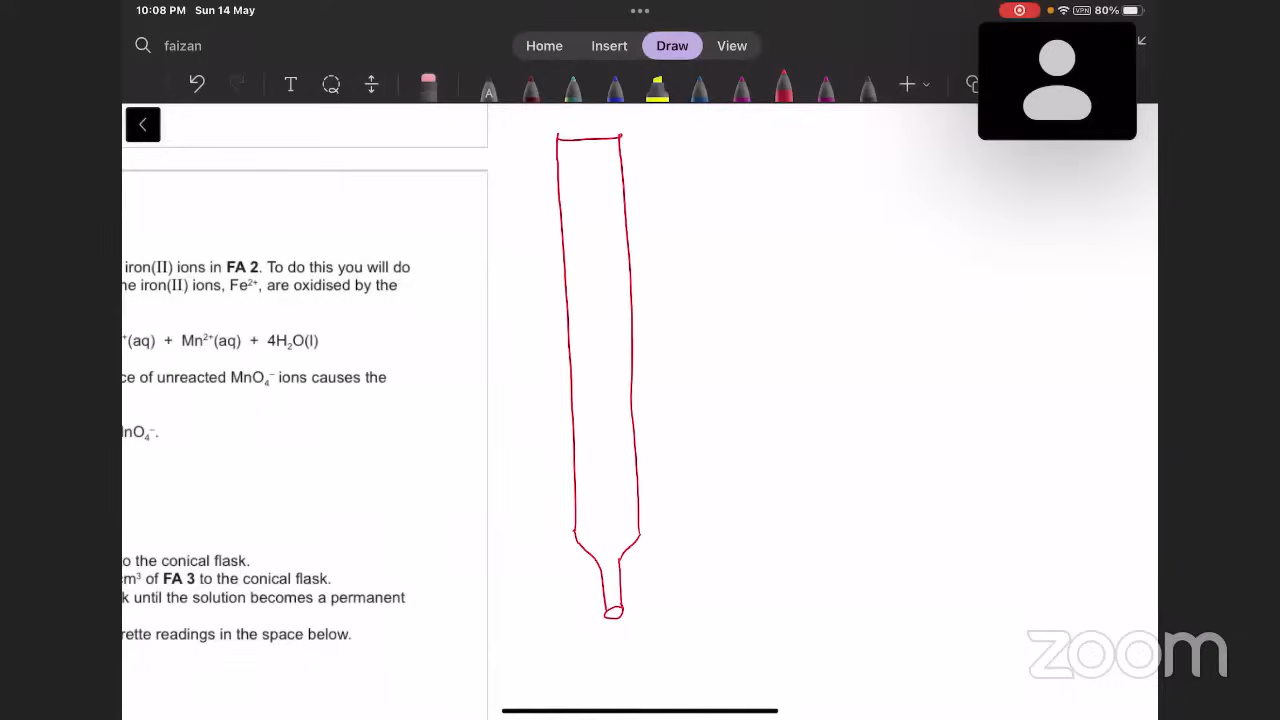 10:08 PM Sun 14 May
VPN 80%
faizan
Home Insert Draw View
T
A
iron(II) ions in FA 2. To do this you will do
ne iron(II) ions, Fe²⁺, are oxidised by the
⁺(aq) + Mn²⁺(aq) + 4H₂O(l)
ce of unreacted MnO₄⁻ ions causes the
InO₄⁻.
o the conical flask.
cm³ of FA 3 to the conical flask.
k until the solution becomes a permanent
rette readings in the space below.
zoom